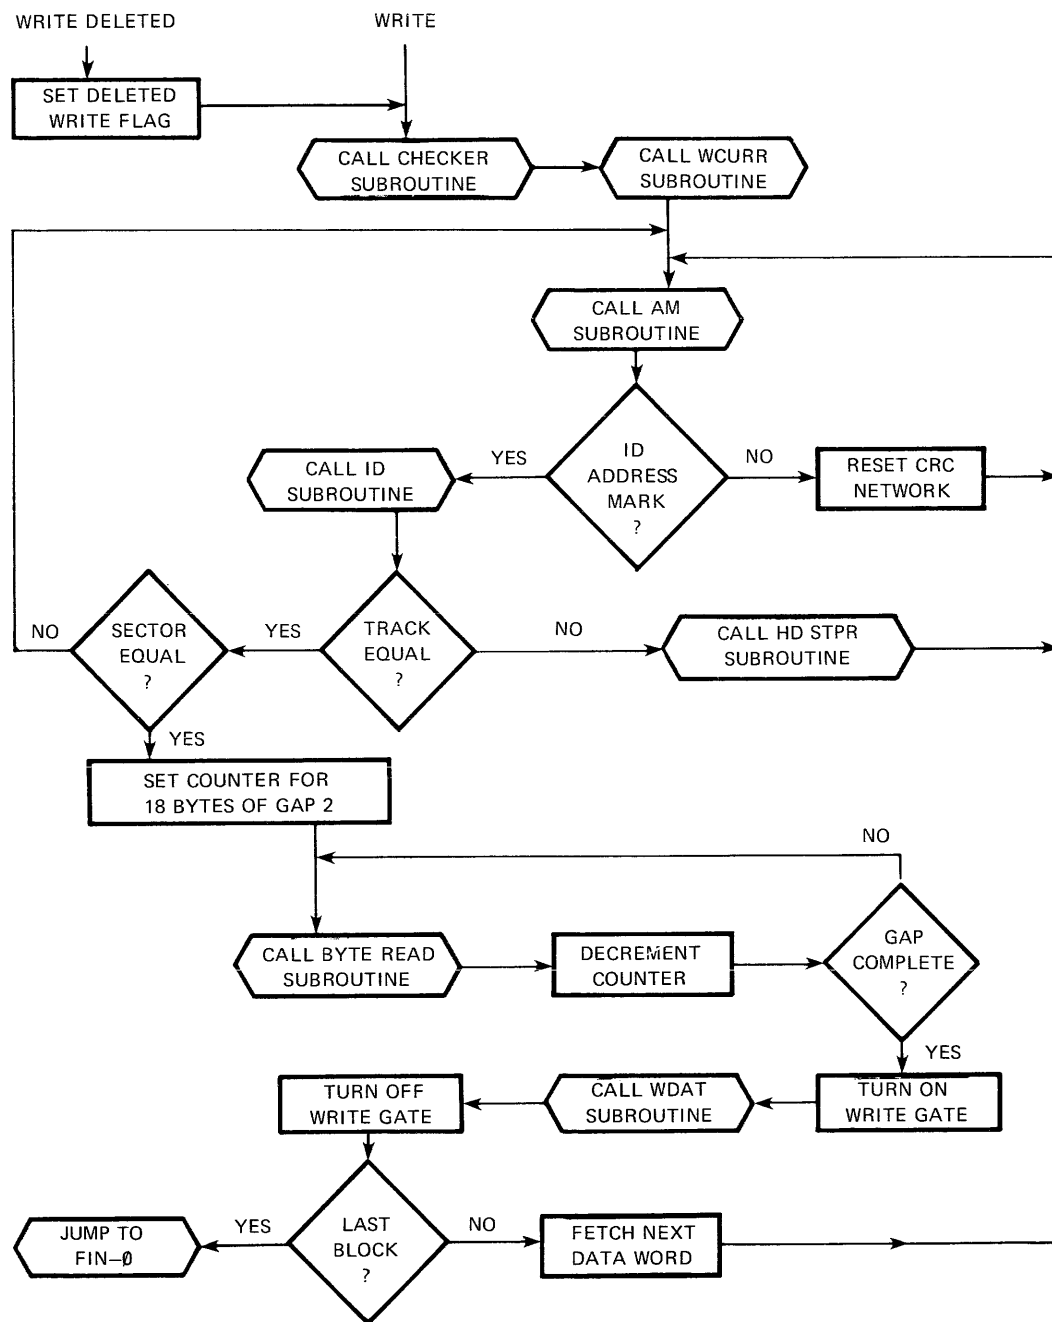 WRITE DELETED
WRITE
SET DELETED
WRITE FLAG
CALL CHECKER
SUBROUTINE
CALL WCURR
SUBROUTINE
CALL AM
SUBROUTINE
ID
ADDRESS
MARK
?
YES
NO
CALL ID
SUBROUTINE
RESET CRC
NETWORK
TRACK
EQUAL
?
YES
NO
SECTOR
EQUAL
?
NO
YES
CALL HD STPR
SUBROUTINE
SET COUNTER FOR
18 BYTES OF GAP 2
NO
CALL BYTE READ
SUBROUTINE
DECREMENT
COUNTER
GAP
COMPLETE
?
YES
TURN ON
WRITE GATE
CALL WDAT
SUBROUTINE
TURN OFF
WRITE GATE
LAST
BLOCK
?
YES
NO
JUMP TO
FIN–Ø
FETCH NEXT
DATA WORD